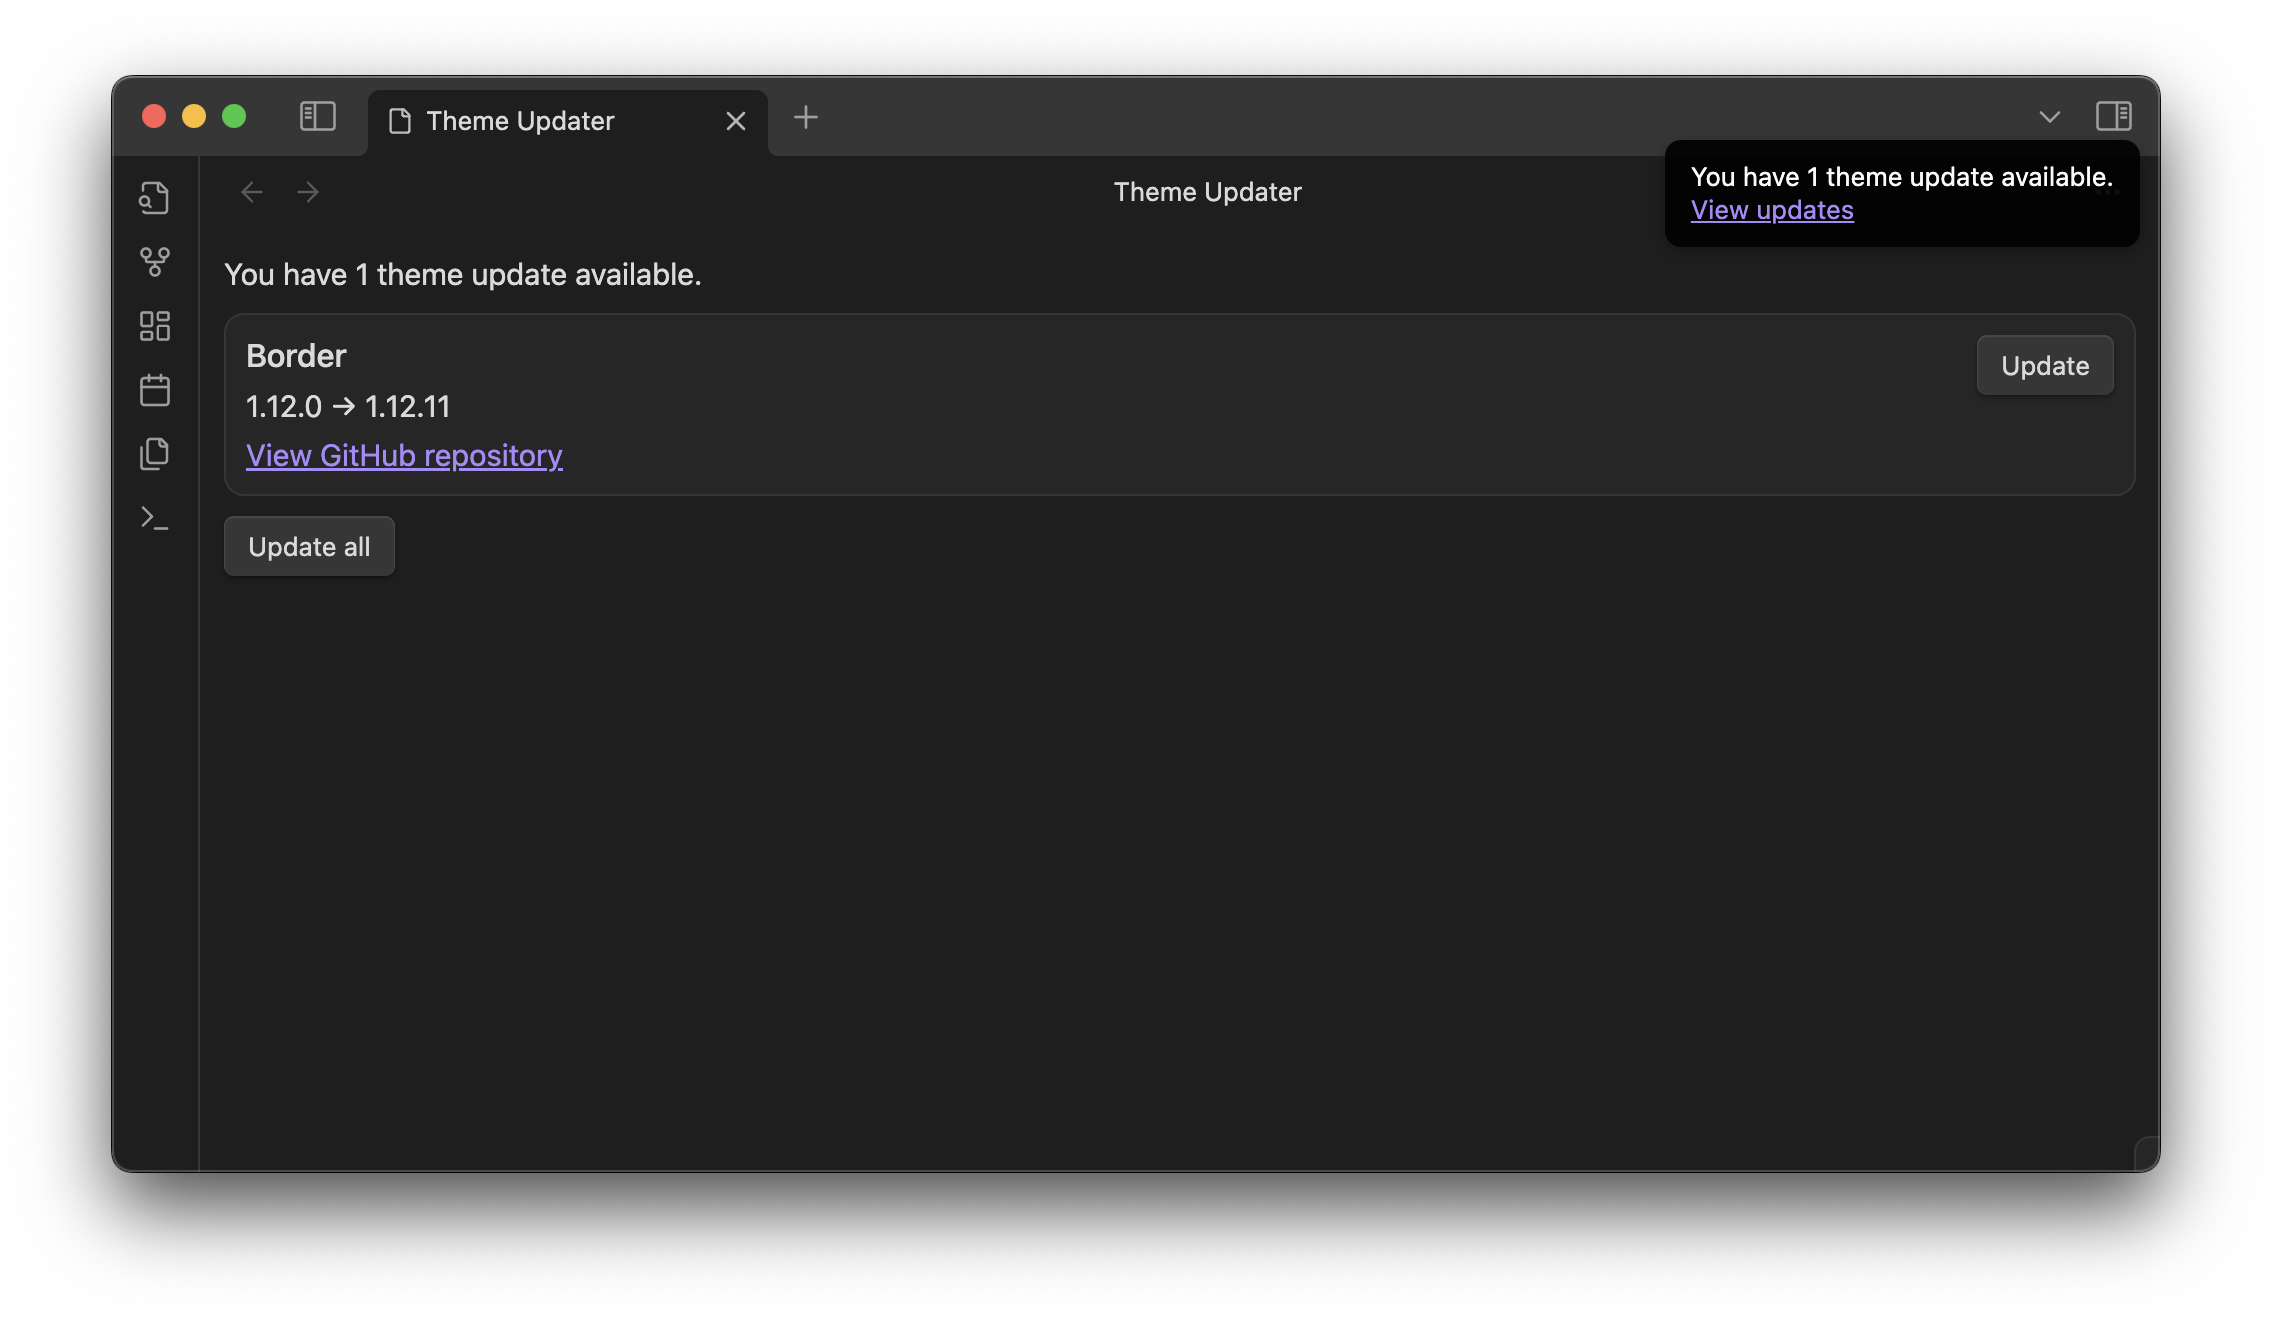 Theme Updater
Theme Updater
You have 1 theme update available.
View updates
You have 1 theme update available.
Border
1.12.0 → 1.12.11
View GitHub repository
Update
Update all